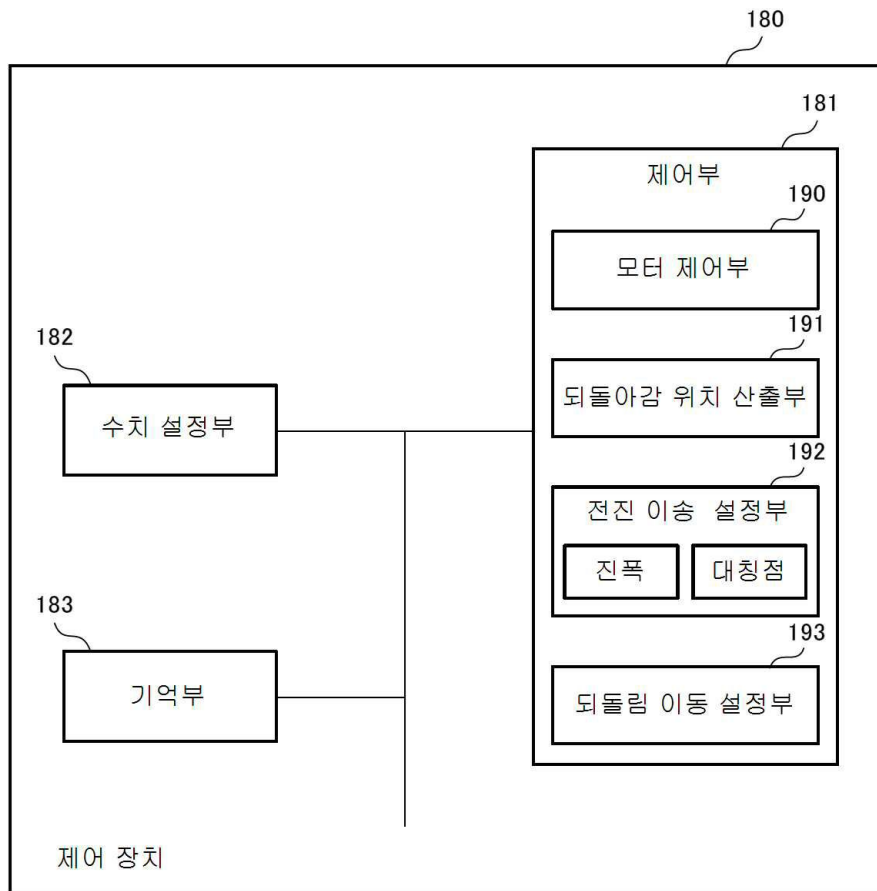 180
181
제어부
190
모터 제어부
191
182
되돌아감 위치 산출부
수치 설정부
192
전진 이송 설정부
진폭 대칭점
183
193
기억부
되돌림 이동 설정부
제어 장치